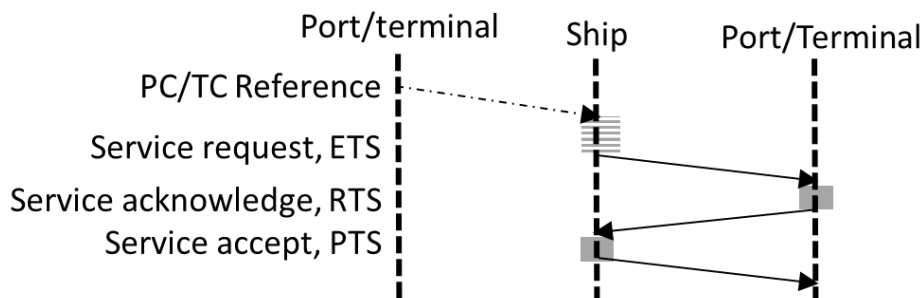 Port/terminal
Ship
Port/Terminal
PC/TC Reference
Service request, ETS
Service acknowledge, RTS
Service accept, PTS